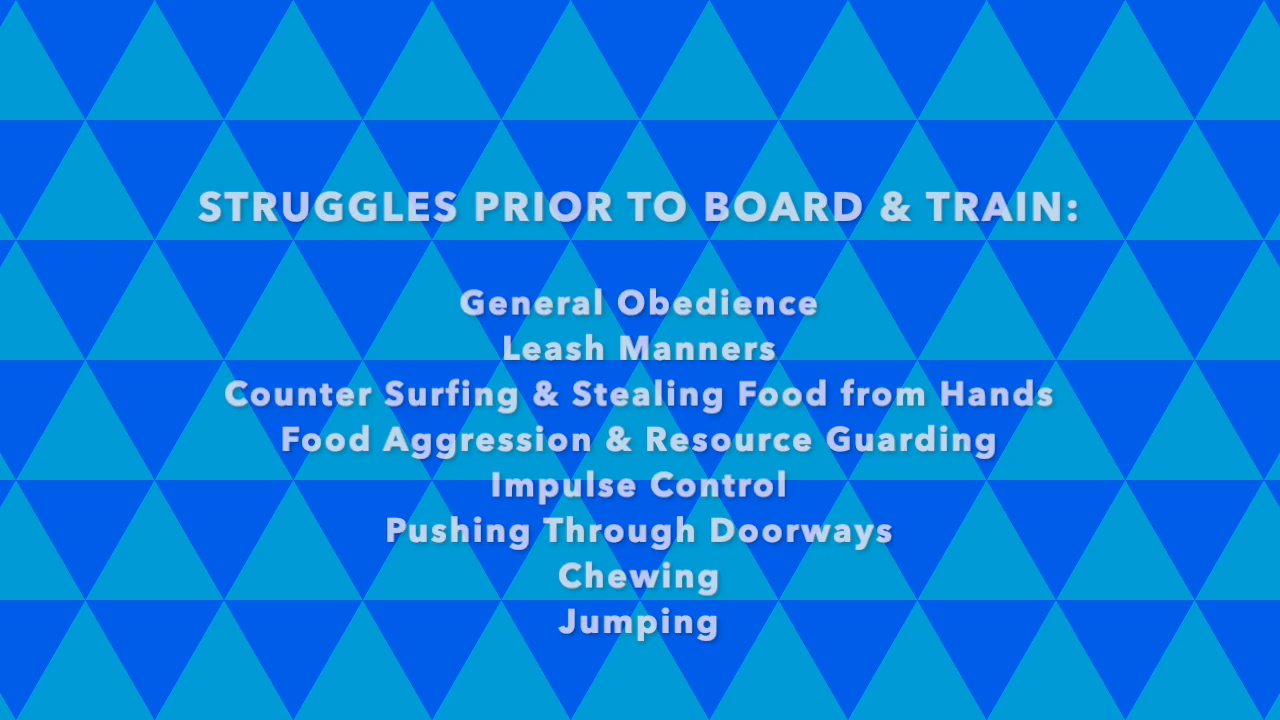 STRUGGLES PRIOR TO BOARD & TRAIN:
General Obedience
Leash Manners
Counter Surfing & Stealing Food from Hands
Food Aggression & Resource Guarding
Impulse Control
Pushing Through Doorways
Chewing
Jumping